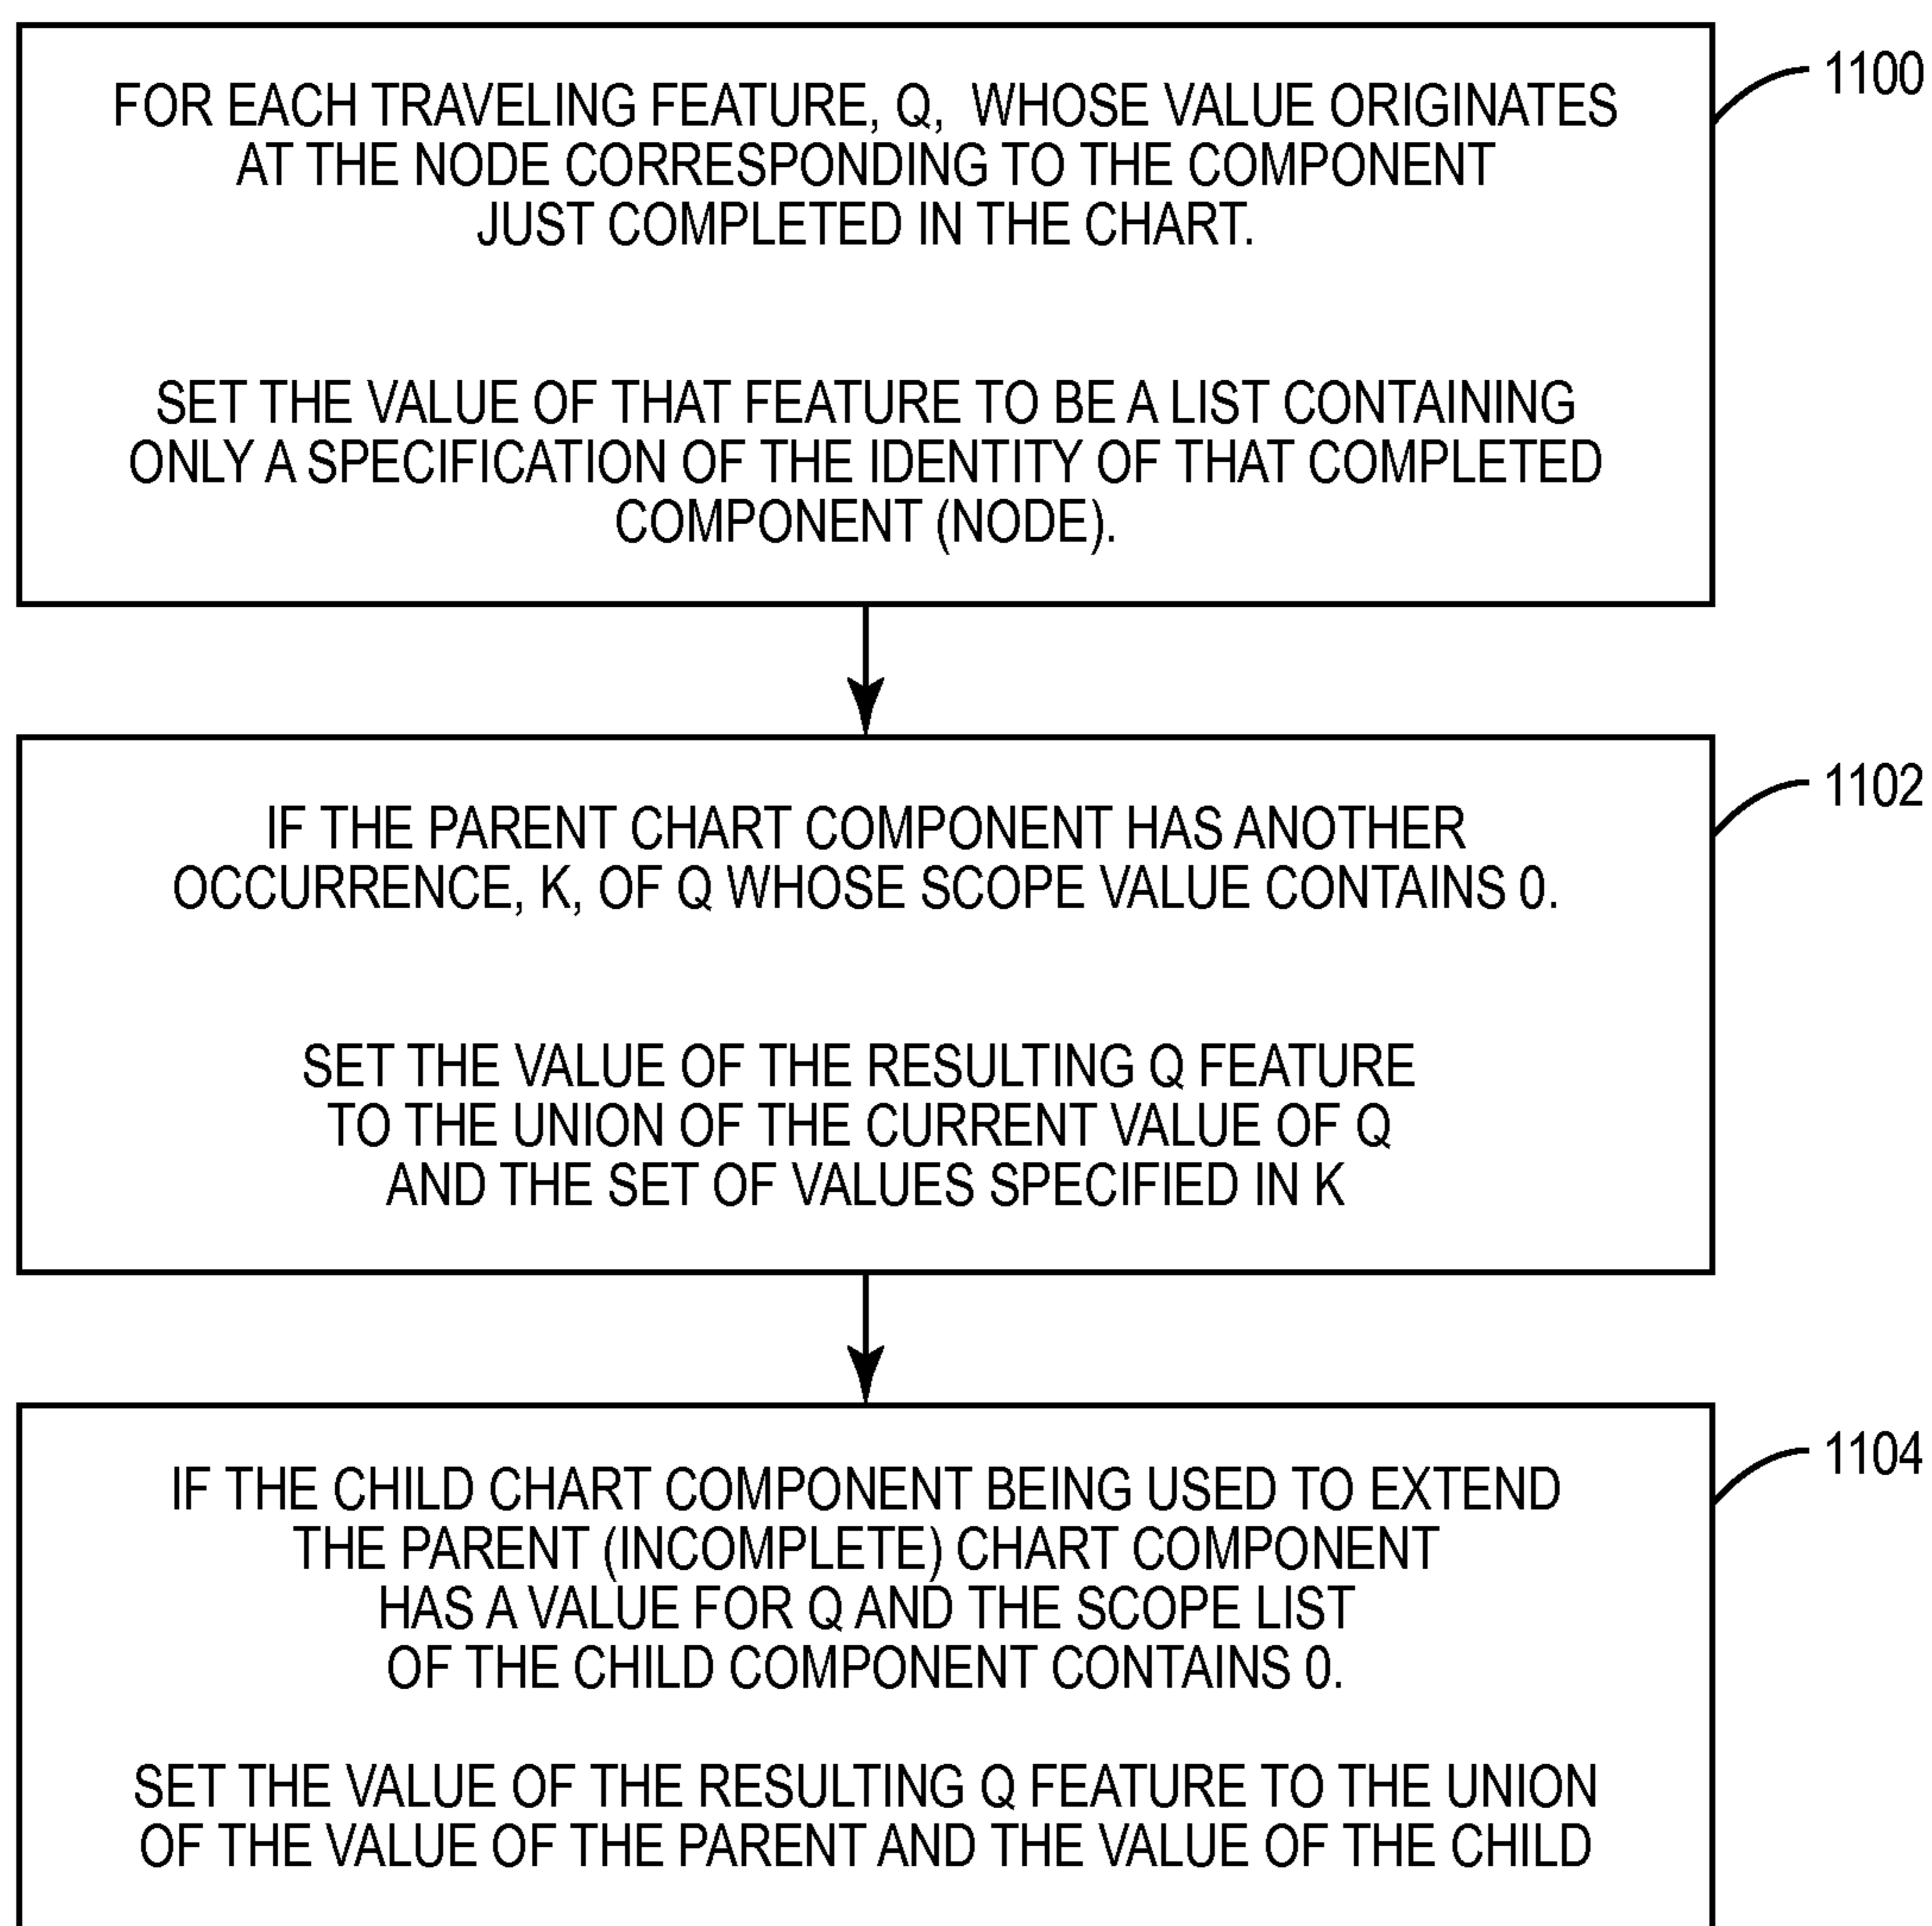 FOR EACH TRAVELING FEATURE, Q, WHOSE VALUE ORIGINATES
AT THE NODE CORRESPONDING TO THE COMPONENT
JUST COMPLETED IN THE CHART.
SET THE VALUE OF THAT FEATURE TO BE A LIST CONTAINING
ONLY A SPECIFICATION OF THE IDENTITY OF THAT COMPLETED
COMPONENT (NODE).
1100
IF THE PARENT CHART COMPONENT HAS ANOTHER
OCCURRENCE, K, OF Q WHOSE SCOPE VALUE CONTAINS 0.
SET THE VALUE OF THE RESULTING Q FEATURE
TO THE UNION OF THE CURRENT VALUE OF Q
AND THE SET OF VALUES SPECIFIED IN K
1102
IF THE CHILD CHART COMPONENT BEING USED TO EXTEND
THE PARENT (INCOMPLETE) CHART COMPONENT
HAS A VALUE FOR Q AND THE SCOPE LIST
OF THE CHILD COMPONENT CONTAINS 0.
SET THE VALUE OF THE RESULTING Q FEATURE TO THE UNION
OF THE VALUE OF THE PARENT AND THE VALUE OF THE CHILD
1104